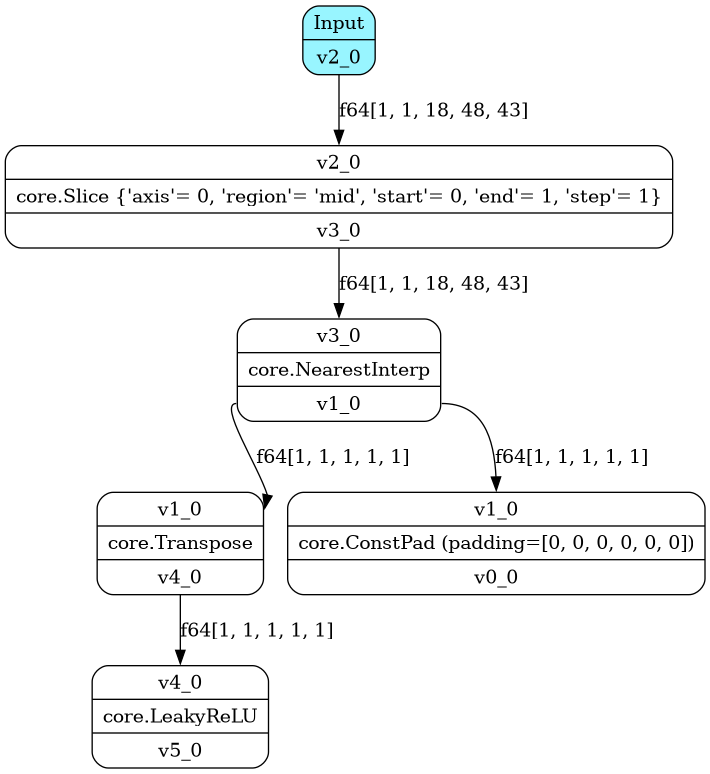 Input
v2_0
f64[1, 1, 18, 48, 43]
v2_0
core.Slice {'axis'= 0, 'region'= 'mid', 'start'= 0, 'end'= 1, 'step'= 1}
v3_0
f64[1, 1, 18, 48, 43]
v3_0
core.NearestInterp
v1_0
f64[1, 1, 1, 1, 1]
f64[1, 1, 1, 1, 1]
v1_0
core.Transpose
v4_0
v1_0
core.ConstPad (padding=[0, 0, 0, 0, 0, 0])
v0_0
f64[1, 1, 1, 1, 1]
v4_0
core.LeakyReLU
v5_0